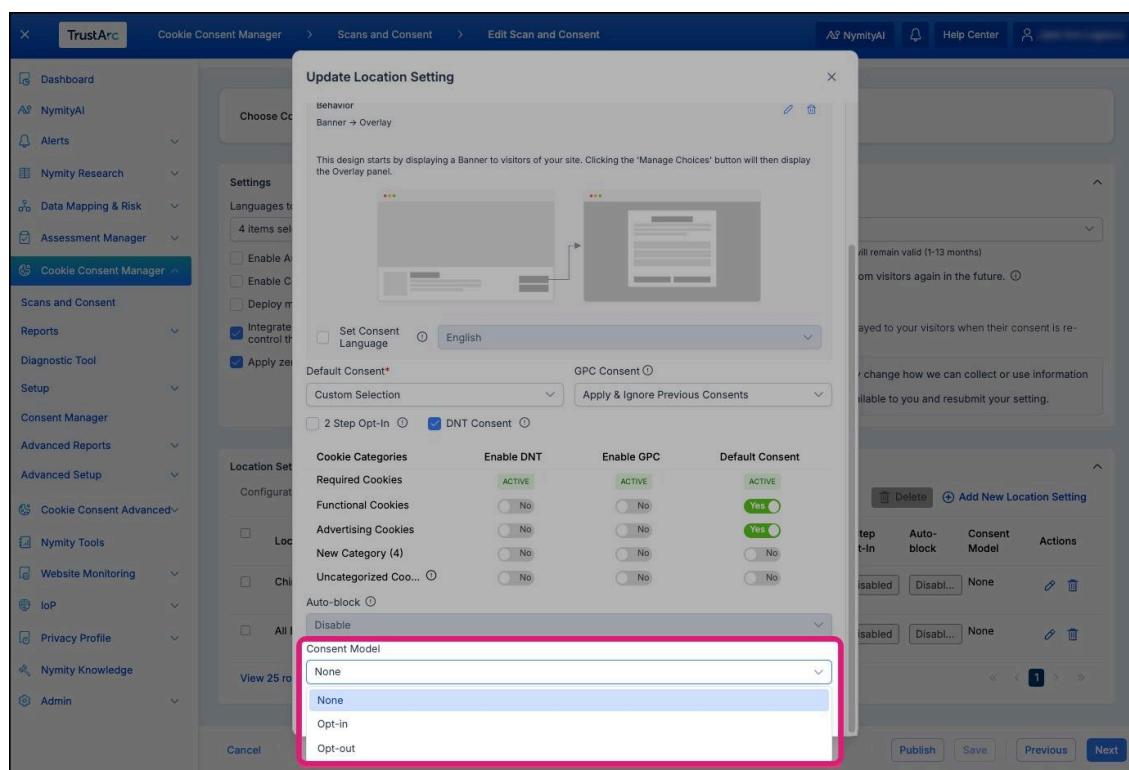 TrustArc
Cookie Consent Manager > Scans and Consent > Edit Scan and Consent
NymityAI
Help Center
Dashboard
NymityAI
Alerts
Nymity Research
Data Mapping & Risk
Assessment Manager
Cookie Consent Manager
Scans and Consent
Reports
Diagnostic Tool
Setup
Consent Manager
Advanced Reports
Advanced Setup
Cookie Consent Advanced
Nymity Tools
Website Monitoring
IoP
Privacy Profile
Nymity Knowledge
Admin
Choose Co
Settings
Languages to
4 items sele
Enable A
Enable C
Deploy m
Integrate
control th
Apply zer
will remain valid (1-13 months)
om visitors again in the future.
ayed to your visitors when their consent is re-
change how we can collect or use information
ilable to you and resubmit your setting.
Location Set
Configurat
Delete
Add New Location Setting
Loc
tep
t-In
Auto-
block
Consent
Model
Actions
Chi
isabled
Disabl...
None
All
isabled
Disabl...
None
View 25 ro
« < 1 > »
Cancel
Publish
Save
Previous
Next
Update Location Setting
Behavior
Banner → Overlay
This design starts by displaying a Banner to visitors of your site. Clicking the 'Manage Choices' button will then display
the Overlay panel.
Set Consent
Language
English
Default Consent*
GPC Consent
Custom Selection
Apply & Ignore Previous Consents
2 Step Opt-In
DNT Consent
Cookie Categories Enable DNT Enable GPC Default Consent
Required Cookies ACTIVE ACTIVE ACTIVE
Functional Cookies No No Yes
Advertising Cookies No No Yes
New Category (4) No No No
Uncategorized Coo... No No No
Auto-block
Disable
Consent Model
None
None
Opt-in
Opt-out